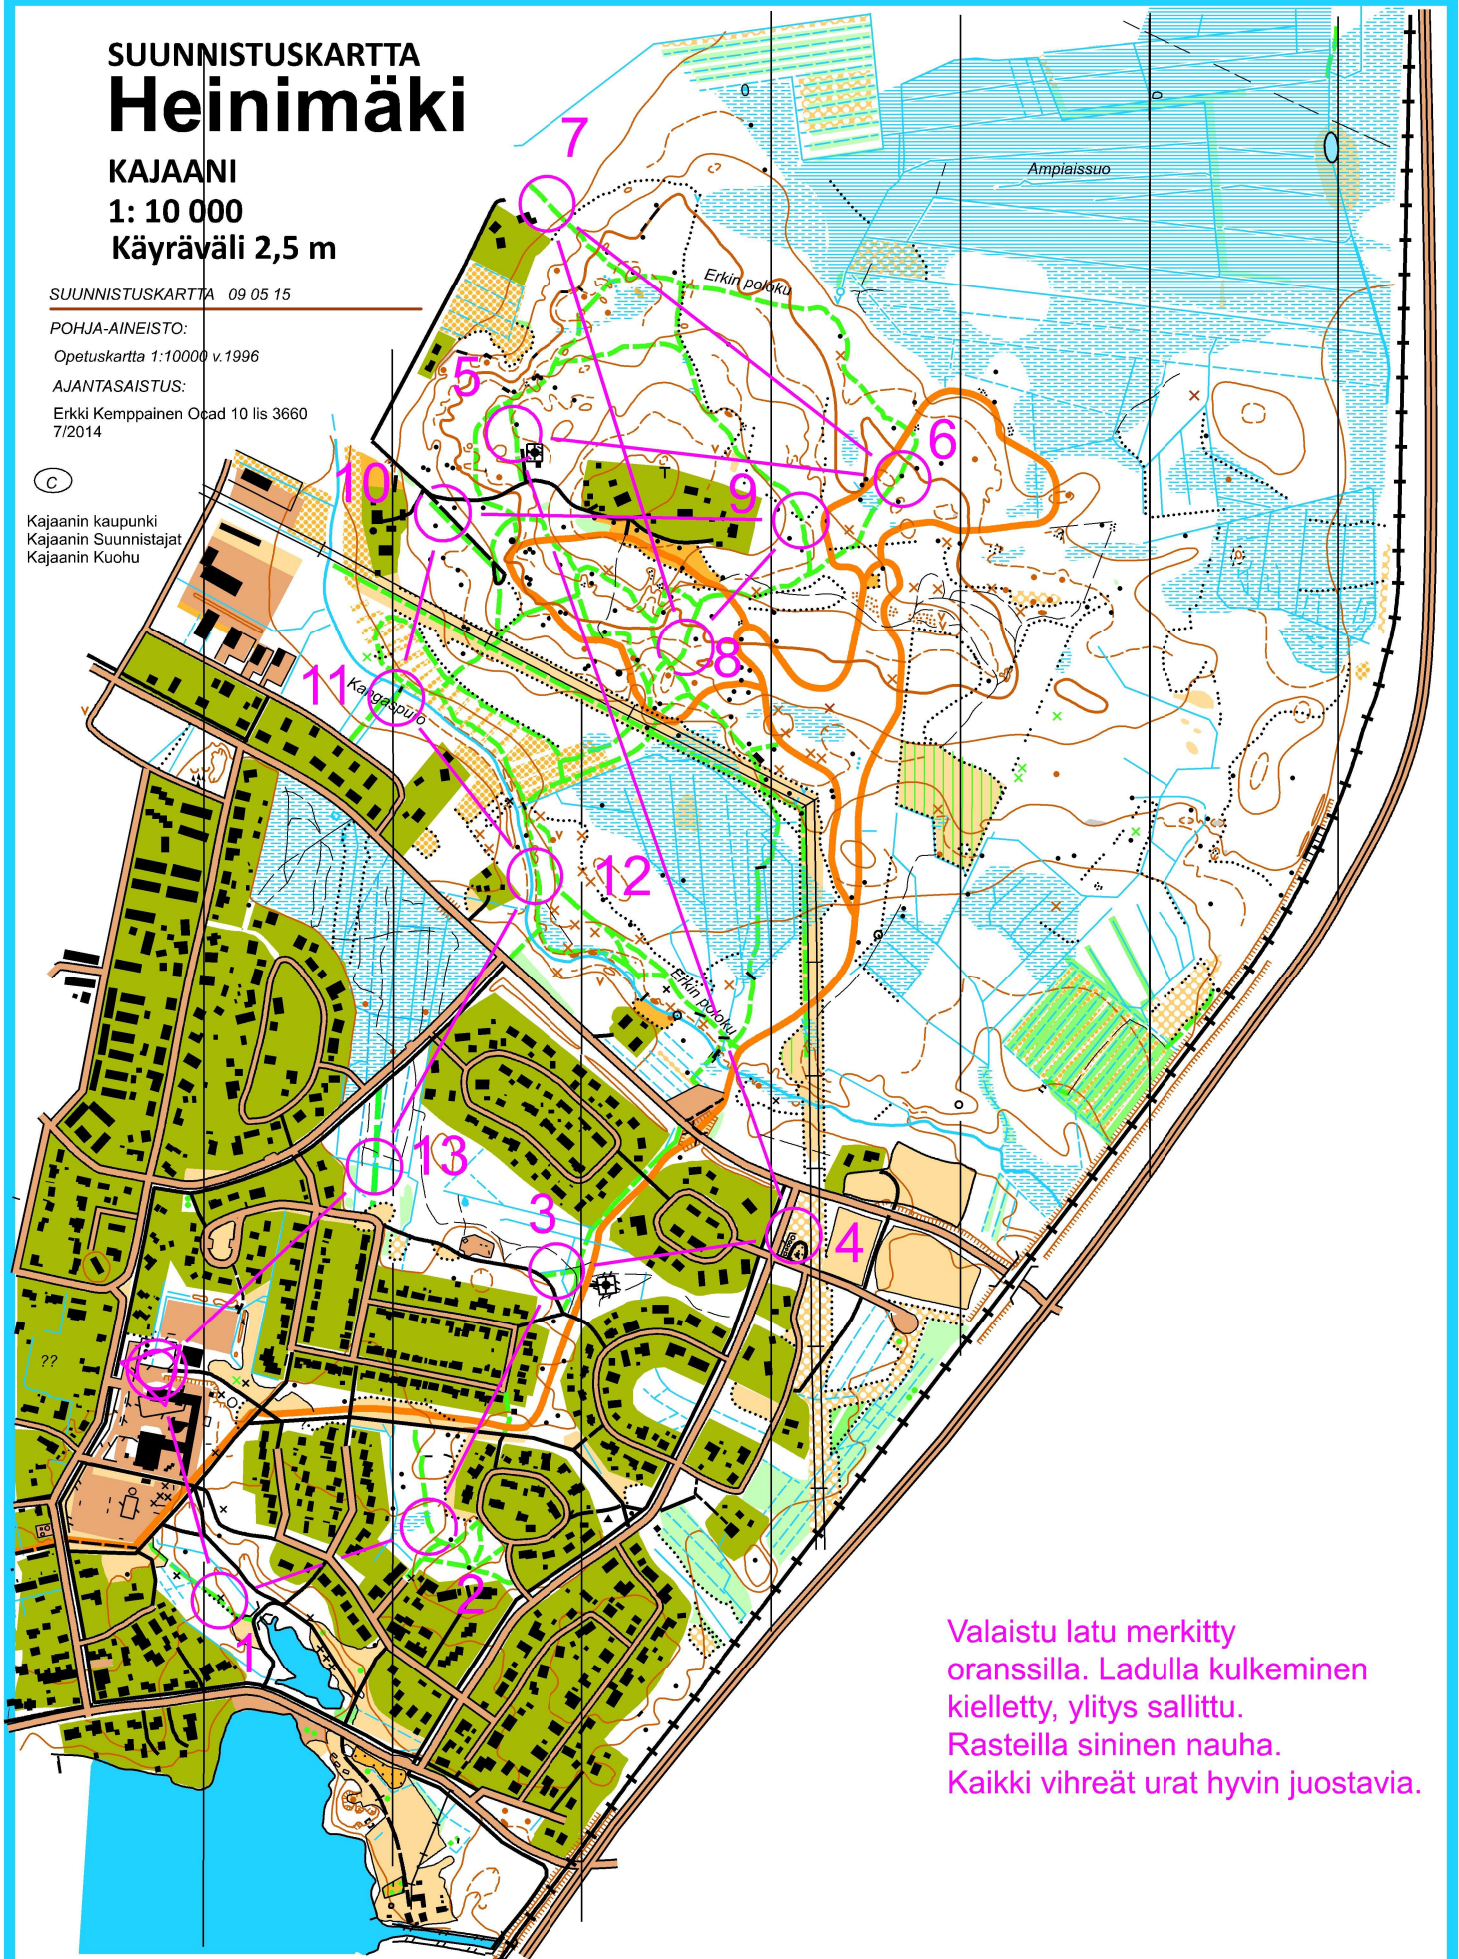 SUUNNISTUSKARTTA
Heinimäki
KAJAANI
1: 10 000
Käyräväli 2,5 m
SUUNNISTUSKARTTA 09 05 15
POHJA-AINEISTO:
Opetuskartta 1:10000 v.1996
AJANTASAISTUS:
Erkki Kemppainen Ocad 10 lis 3660
7/2014
C
Kajaanin kaupunki
Kajaanin Suunnistajat
Kajaanin Kuohu
7
Ampiaissuo
Erkin poloku
5
6
10
9
8
11
Kangaspuro
12
Erkin poloku
13
3
4
??
2
1
Valaistu latu merkitty
oranssilla. Ladulla kulkeminen
kielletty, ylitys sallittu.
Rasteilla sininen nauha.
Kaikki vihreät urat hyvin juostavia.